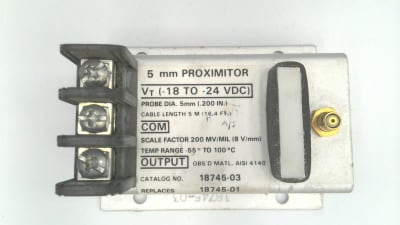 5 mm PROXIMITOR
VT (-18 TO -24 VDC)
PROBE DIA. 5mm (.200 IN.)
CABLE LENGTH 5 M (16.4 FT.)
COM
SCALE FACTOR 200 MV/MIL (8 V/mm)
TEMP RANGE -55° TO 100°C
OUTPUT OBS'D MATL. AISI 4140
CATALOG NO. 18745-03
REPLACES 18745-01
18745-03